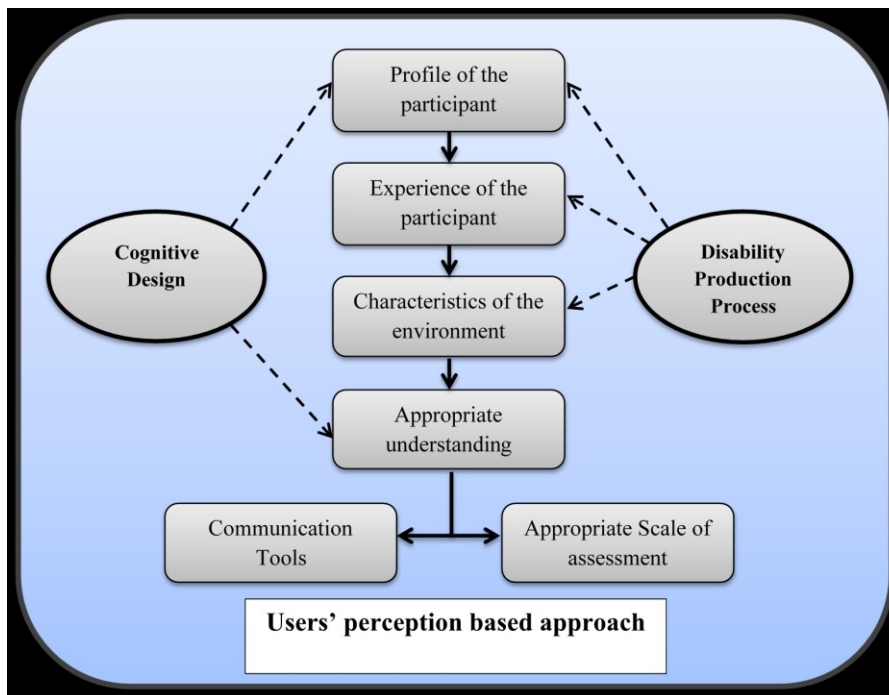 Profile of the
participant
Experience of the
participant
Cognitive
Design
Disability
Production
Process
Characteristics of the
environment
Appropriate
understanding
Communication
Tools
Appropriate Scale of
assessment
Users’ perception based approach